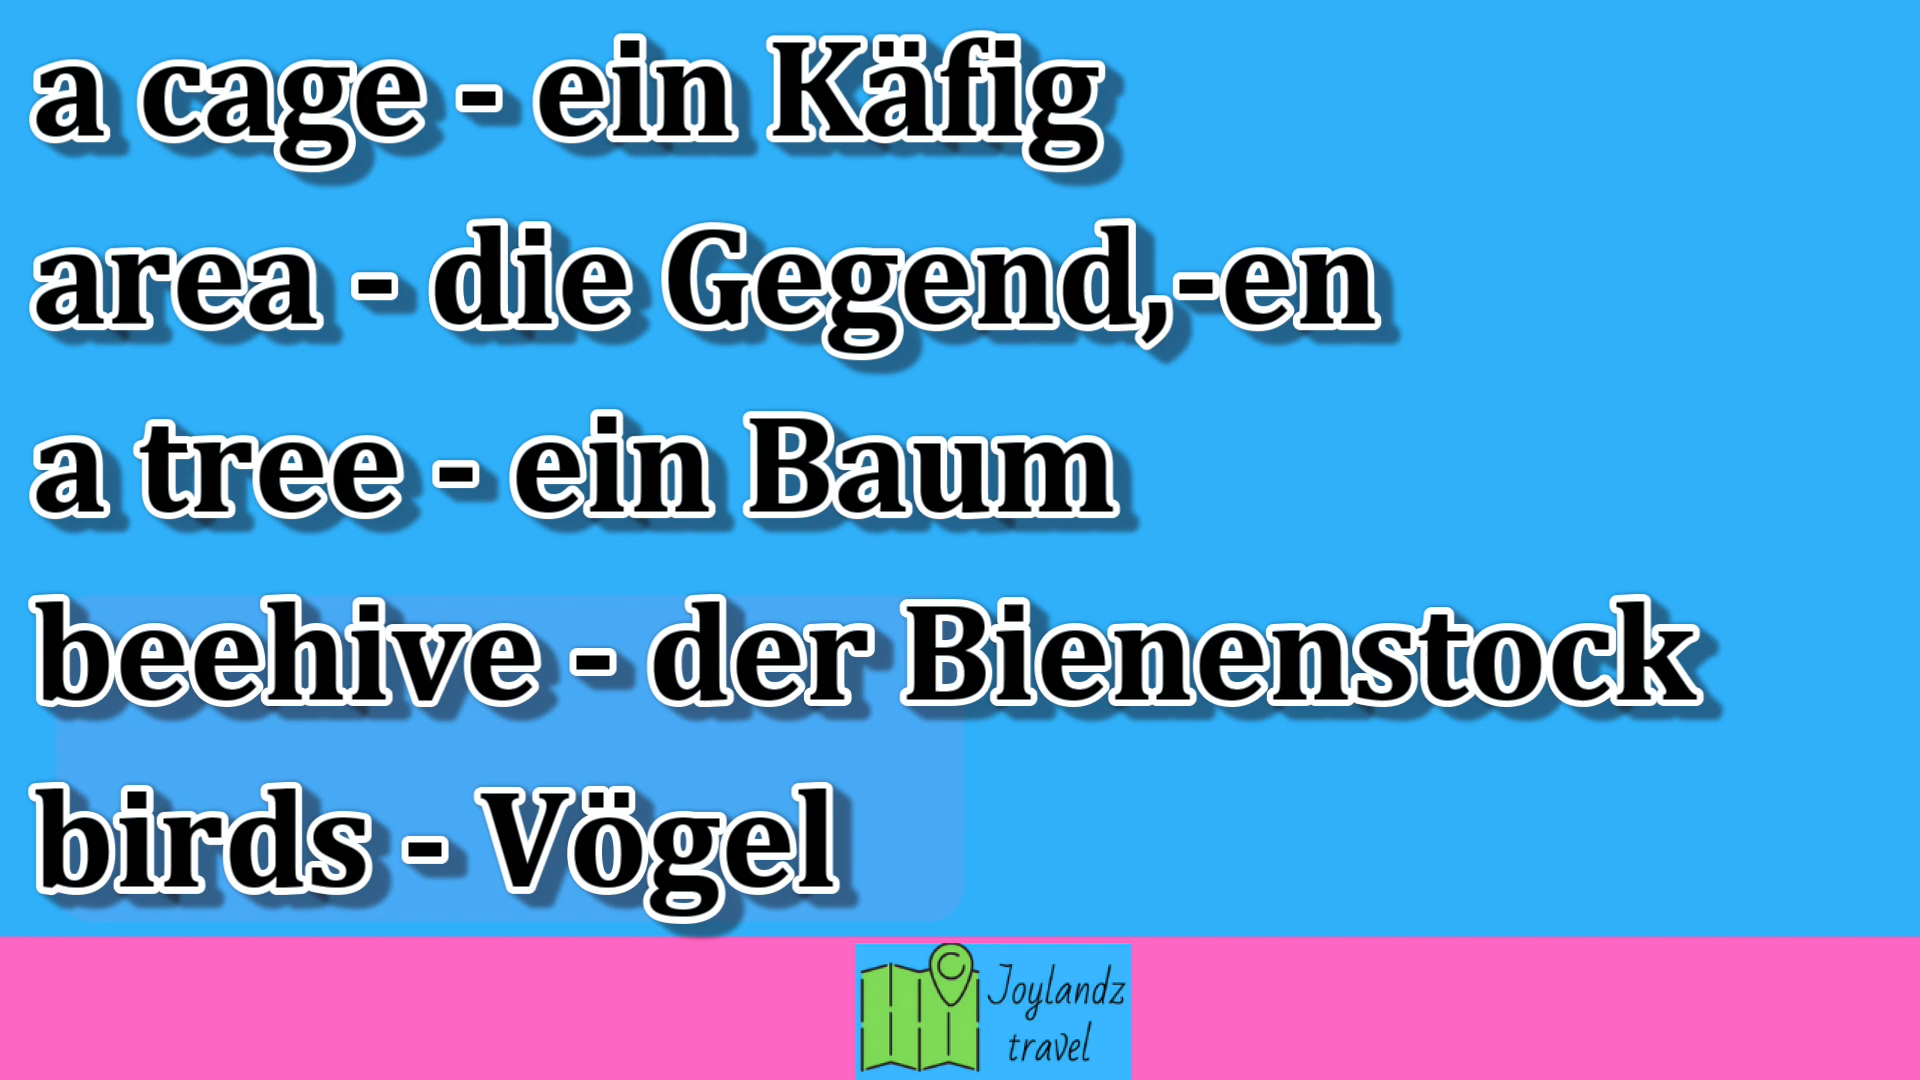 a cage - ein Käfig
area - die Gegend,-en
a tree - ein Baum
beehive - der Bienenstock
birds - Vögel
Joylandz
travel